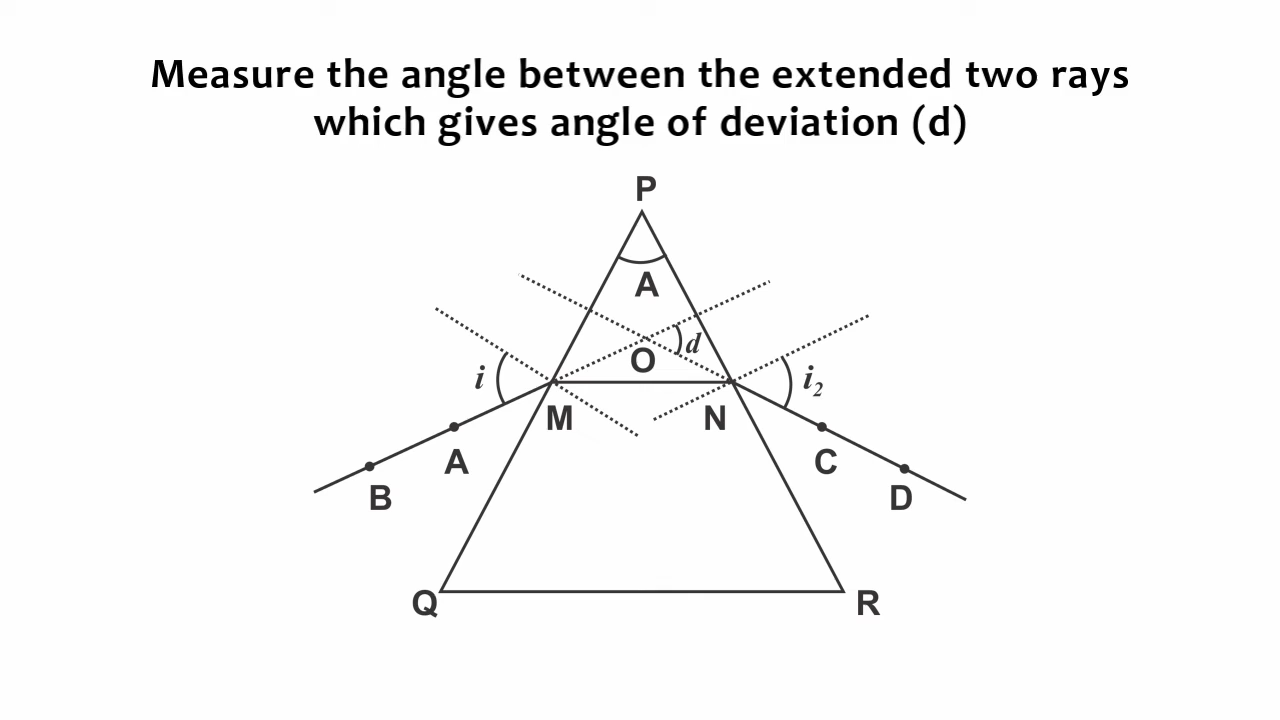 Measure the angle between the extended two rays
which gives angle of deviation (d)
P
A
O
d
i
i₂
M
N
A
C
B
D
Q
R